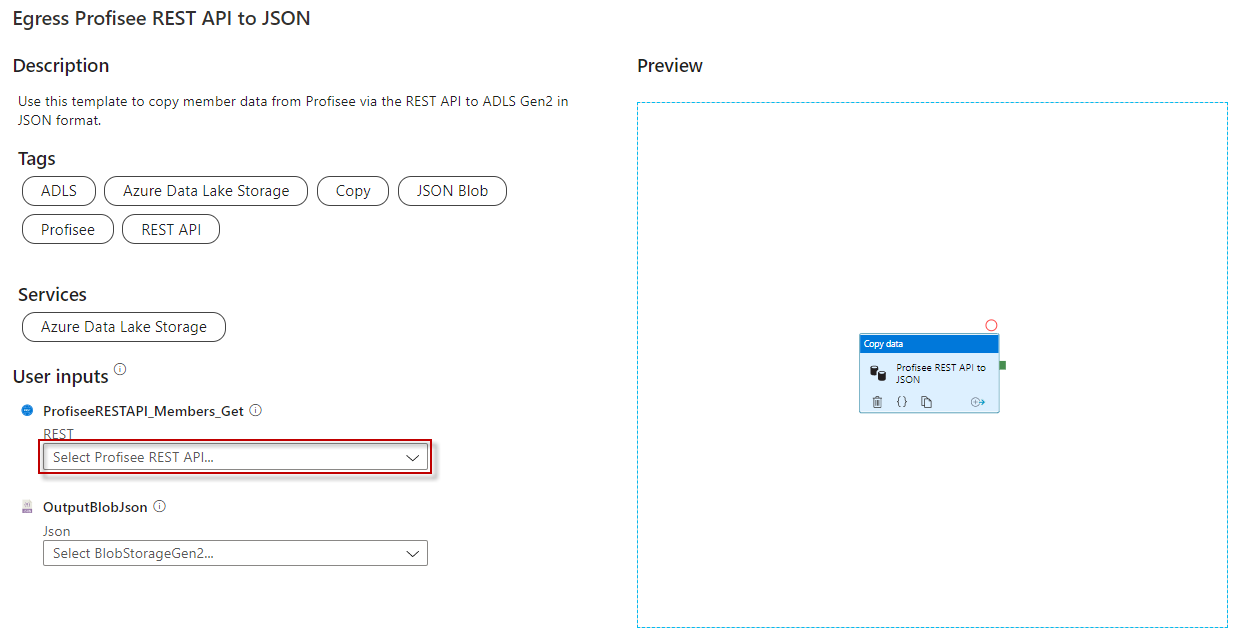 Egress Profisee REST API to JSON
Description
Use this template to copy member data from Profisee via the REST API to ADLS Gen2 in
JSON format.
Tags
ADLS
Azure Data Lake Storage
Copy
JSON Blob
Profisee
REST API
Services
Azure Data Lake Storage
User inputs
ProfiseeRESTAPI_Members_Get
REST
Select Profisee REST API...
OutputBlobJson
Json
Select BlobStorageGen2...
Preview
Copy data
Profisee REST API to
JSON